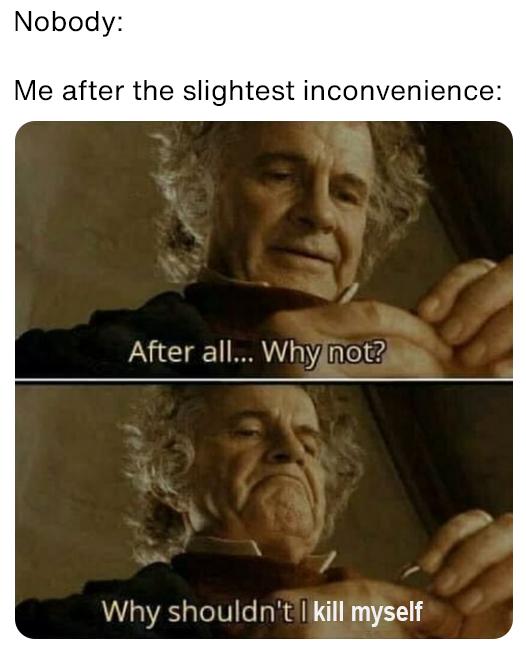 Nobody:
Me after the slightest inconvenience:
After all... Why not?
Why shouldn't I kill myself